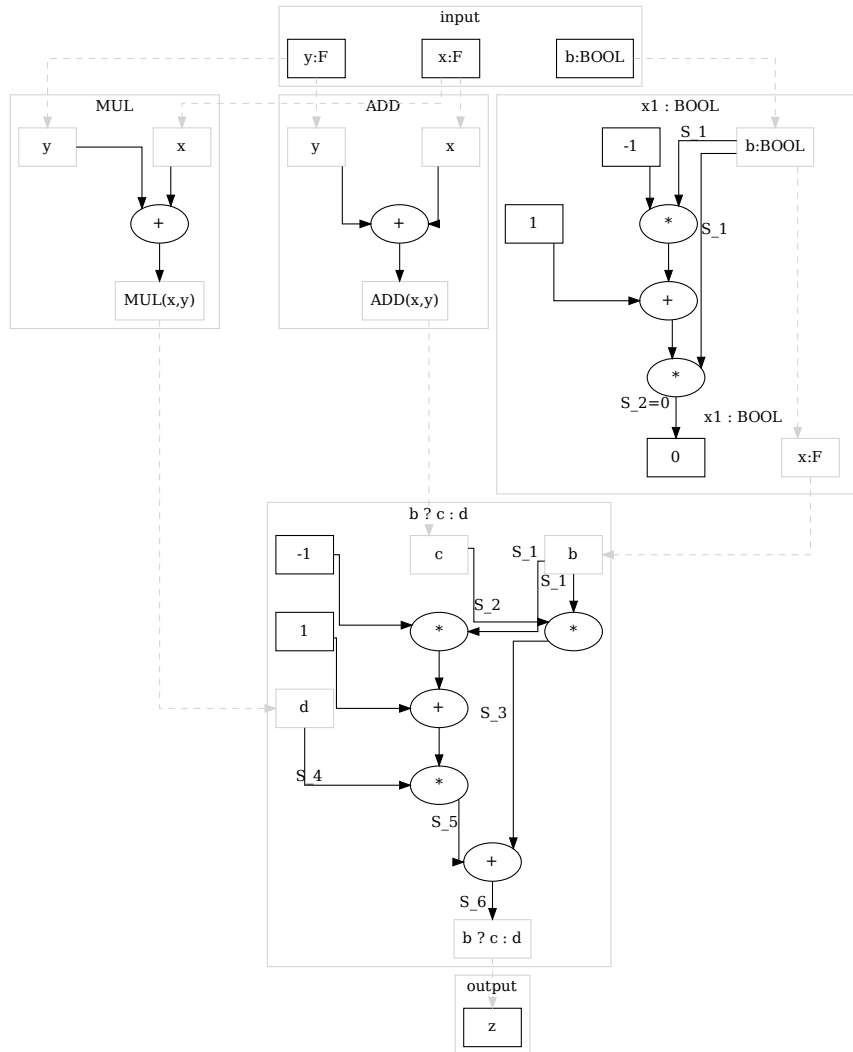 input
y:F
x:F
b:BOOL
MUL
ADD
x1 : BOOL
y
x
y
x
-1
S_1
b:BOOL
+
+
1
*
S_1
MUL(x,y)
ADD(x,y)
+
*
S_2=0
x1 : BOOL
0
x:F
b ? c : d
-1
c
S_1
b
S_1
S_2
1
*
*
d
+
S_3
S_4
*
S_5
+
S_6
b ? c : d
output
z